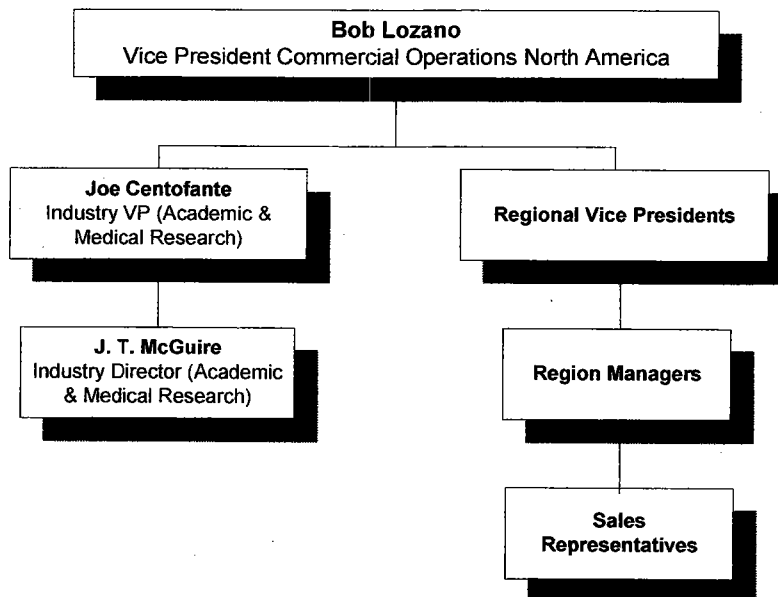 Bob Lozano
Vice President Commercial Operations North America
Joe Centofante
Industry VP (Academic &
Medical Research)
Regional Vice Presidents
J. T. McGuire
Industry Director (Academic
& Medical Research)
Region Managers
Sales
Representatives